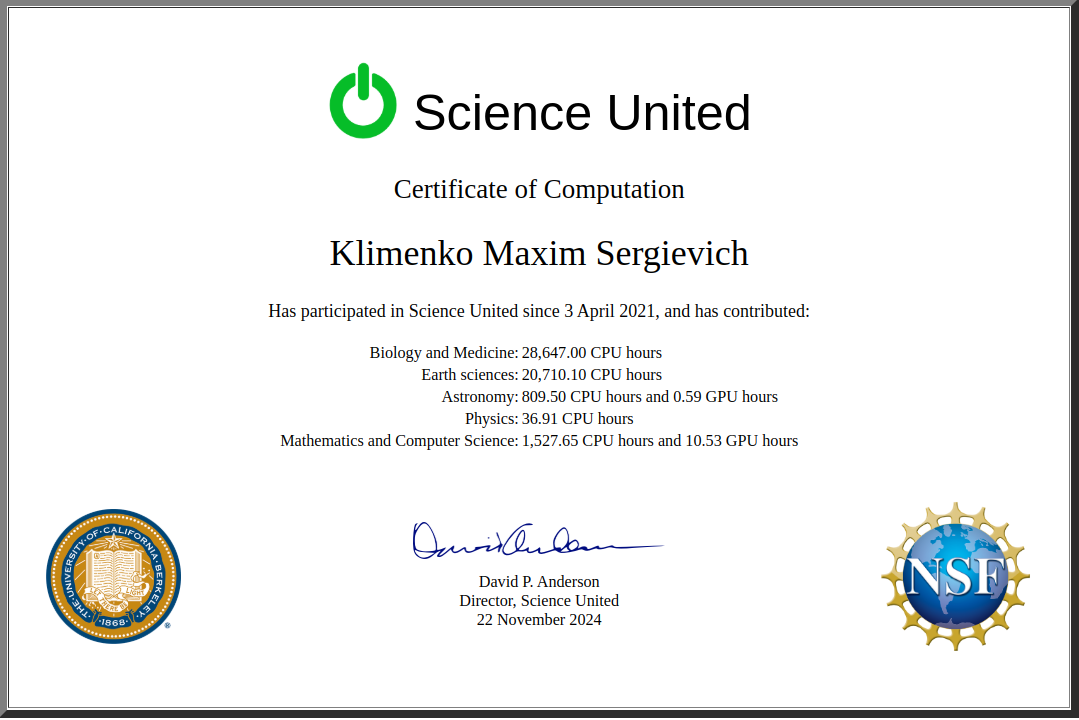 Science United
Certificate of Computation
Klimenko Maxim Sergievich
Has participated in Science United since 3 April 2021, and has contributed:
Biology and Medicine: 28,647.00 CPU hours
Earth sciences: 20,710.10 CPU hours
Astronomy: 809.50 CPU hours and 0.59 GPU hours
Physics: 36.91 CPU hours
Mathematics and Computer Science: 1,527.65 CPU hours and 10.53 GPU hours
THE·UNIVERSITY·OF·CALIFORNIA·BERKELEY
LET THERE BE LIGHT
·1868·
®
David P. Anderson
Director, Science United
22 November 2024
NSF